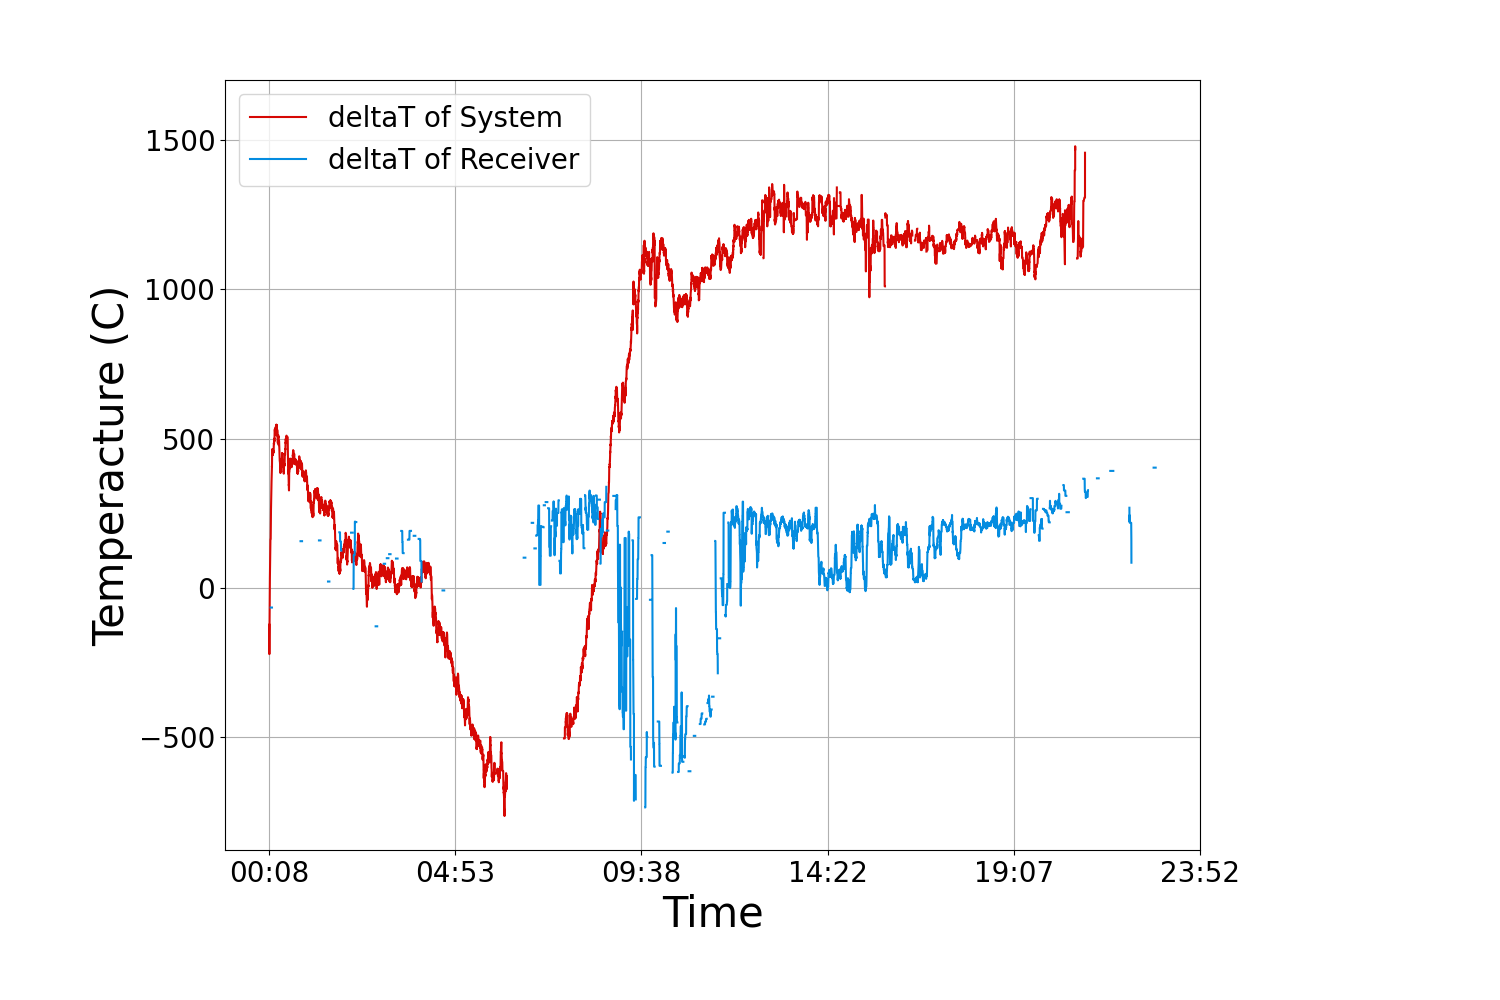 deltaT of System
deltaT of Receiver
1500
1000
500
0
−500
Temperacture (C)
00:08 04:53 09:38 14:22 19:07 23:52
Time